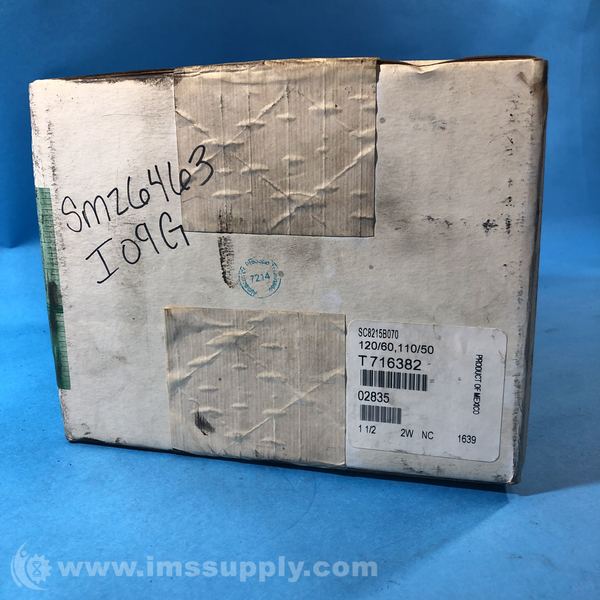 SMZ6463
I09G
7214
SC8215B070
120/60,110/50
T716382
02835
1 1/2 2W NC 1639
PRODUCT OF MEXICO
www.imssupply.com